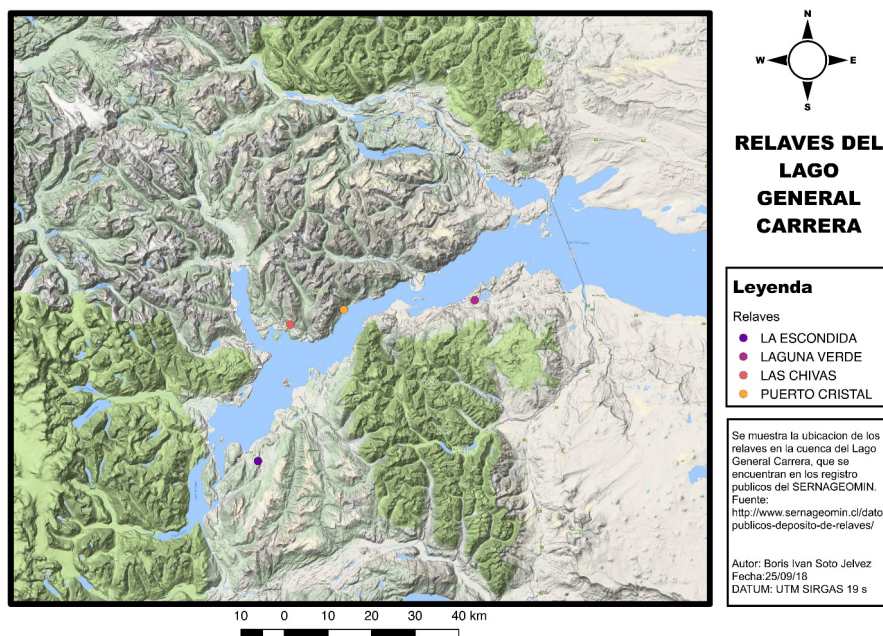 N
W E
S
RELAVES DEL
LAGO
GENERAL
CARRERA
Leyenda
Relaves
LA ESCONDIDA
LAGUNA VERDE
LAS CHIVAS
PUERTO CRISTAL
Se muestra la ubicacion de los
relaves en la cuenca del Lago
General Carrera, que se
encuentran en los registro
publicos del SERNAGEOMIN.
Fuente:
http://www.sernageomin.cl/dato
publicos-deposito-de-relaves/
Autor: Boris Ivan Soto Jelvez
Fecha:25/09/18
DATUM: UTM SIRGAS 19 s
10 0 10 20 30 40 km